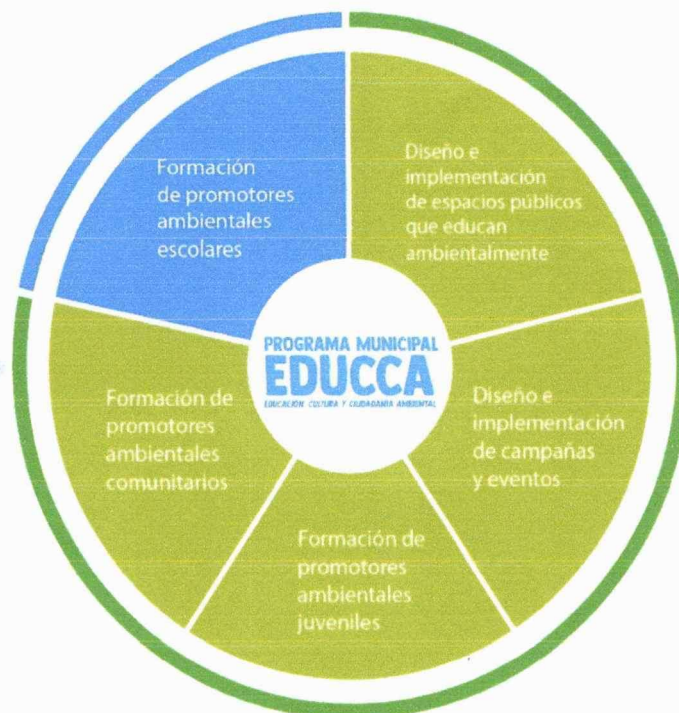 Formación
de promotores
ambientales
escolares
Diseño e
implementación
de espacios públicos
que educan
ambientalmente
PROGRAMA MUNICIPAL
EDUCCA
EDUCACIÓN, CULTURA Y CIUDADANÍA AMBIENTAL
Formación de
promotores
ambientales
comunitarios
Diseño e
implementación
de campañas
y eventos
Formación de
promotores
ambientales
juveniles